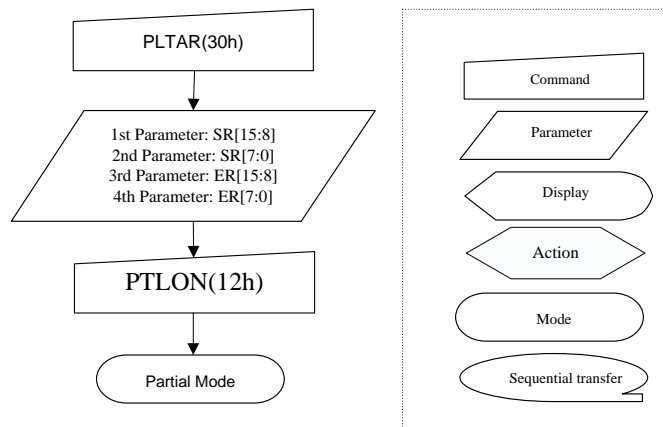 PLTAR(30h)
1st Parameter: SR[15:8]
2nd Parameter: SR[7:0]
3rd Parameter: ER[15:8]
4th Parameter: ER[7:0]
PTLON(12h)
Partial Mode
Command
Parameter
Display
Action
Mode
Sequential transfer